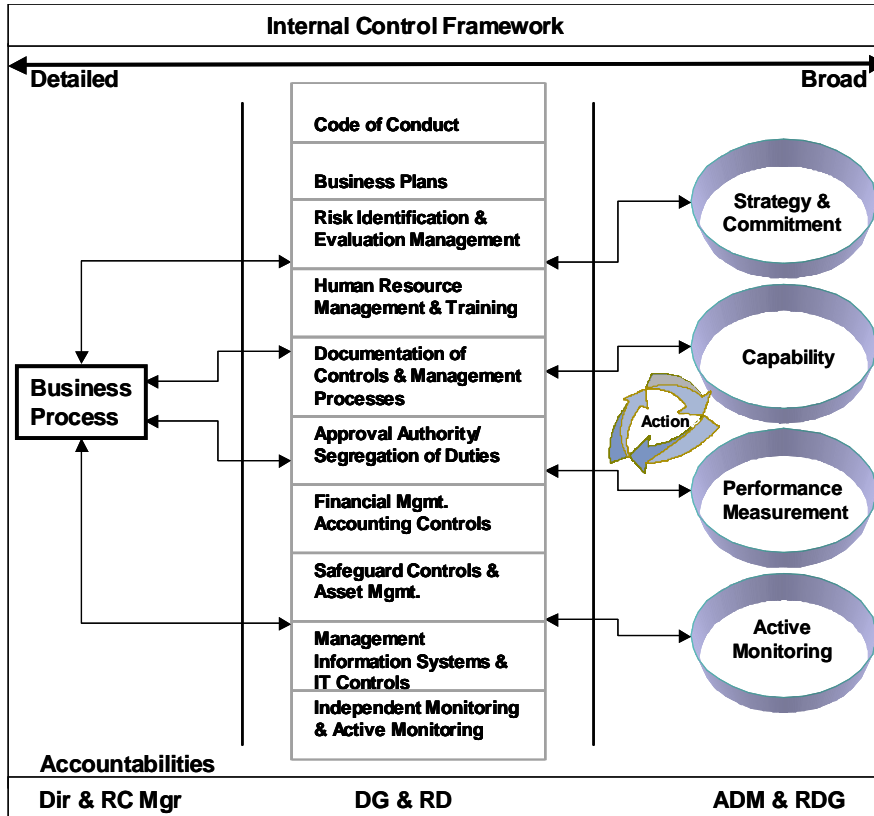 Internal Control Framework
Detailed
Broad
Code of Conduct
Business Plans
Risk Identification &
Evaluation Management
Human Resource
Management & Training
Documentation of
Controls & Management
Processes
Approval Authority/
Segregation of Duties
Financial Mgmt.
Accounting Controls
Safeguard Controls &
Asset Mgmt.
Management
Information Systems &
IT Controls
Independent Monitoring
& Active Monitoring
Business
Process
Strategy &
Commitment
Capability
Action
Performance
Measurement
Active
Monitoring
Accountabilities
Dir & RC Mgr
DG & RD
ADM & RDG